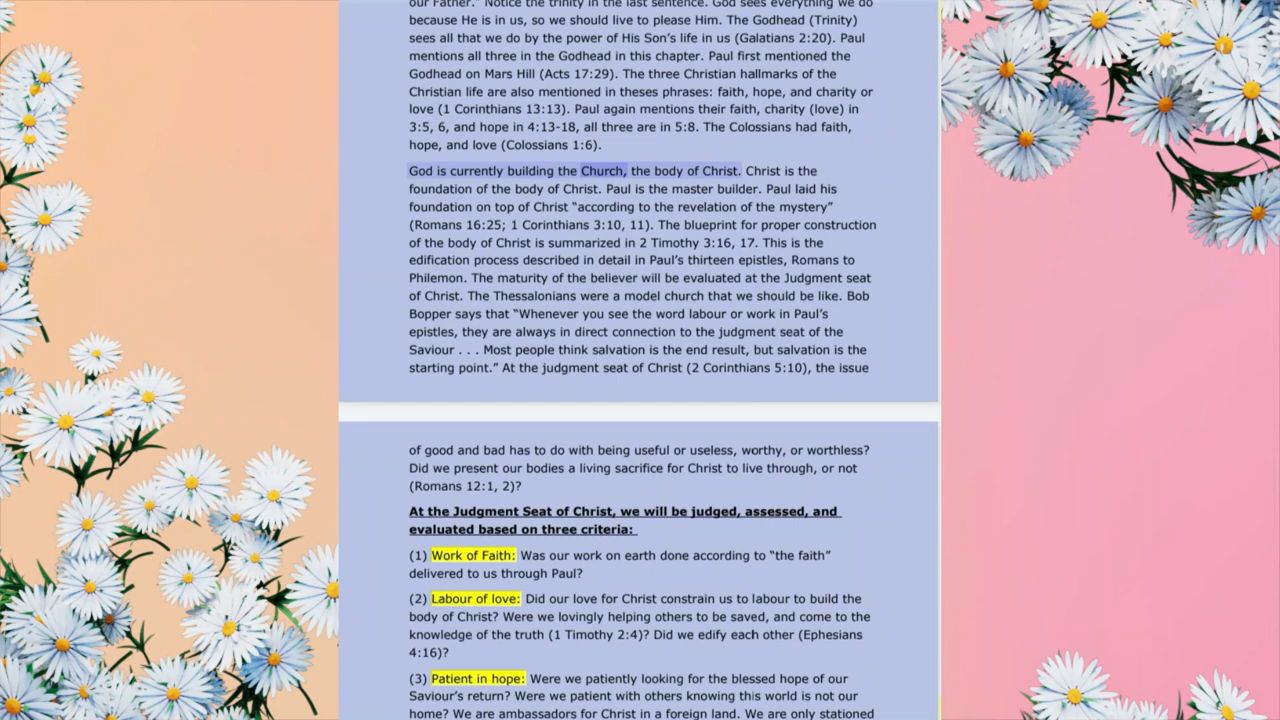 our Father." Notice the trinity in the last sentence. God sees everything we do
because He is in us, so we should live to please Him. The Godhead (Trinity)
sees all that we do by the power of His Son's life in us (Galatians 2:20). Paul
mentions all three in the Godhead in this chapter. Paul first mentioned the
Godhead on Mars Hill (Acts 17:29). The three Christian hallmarks of the
Christian life are also mentioned in theses phrases: faith, hope, and charity or
love (1 Corinthians 13:13). Paul again mentions their faith, charity (love) in
3:5, 6, and hope in 4:13-18, all three are in 5:8. The Colossians had faith,
hope, and love (Colossians 1:6).
God is currently building the Church, the body of Christ. Christ is the
foundation of the body of Christ. Paul is the master builder. Paul laid his
foundation on top of Christ "according to the revelation of the mystery"
(Romans 16:25; 1 Corinthians 3:10, 11). The blueprint for proper construction
of the body of Christ is summarized in 2 Timothy 3:16, 17. This is the
edification process described in detail in Paul's thirteen epistles, Romans to
Philemon. The maturity of the believer will be evaluated at the Judgment seat
of Christ. The Thessalonians were a model church that we should be like. Bob
Bopper says that "Whenever you see the word labour or work in Paul's
epistles, they are always in direct connection to the judgment seat of the
Saviour . . . Most people think salvation is the end result, but salvation is the
starting point." At the judgment seat of Christ (2 Corinthians 5:10), the issue
of good and bad has to do with being useful or useless, worthy, or worthless?
Did we present our bodies a living sacrifice for Christ to live through, or not
(Romans 12:1, 2)?
At the Judgment Seat of Christ, we will be judged, assessed, and
evaluated based on three criteria:
(1) Work of Faith: Was our work on earth done according to "the faith"
delivered to us through Paul?
(2) Labour of love: Did our love for Christ constrain us to labour to build the
body of Christ? Were we lovingly helping others to be saved, and come to the
knowledge of the truth (1 Timothy 2:4)? Did we edify each other (Ephesians
4:16)?
(3) Patient in hope: Were we patiently looking for the blessed hope of our
Saviour's return? Were we patient with others knowing this world is not our
home? We are ambassadors for Christ in a foreign land. We are only stationed